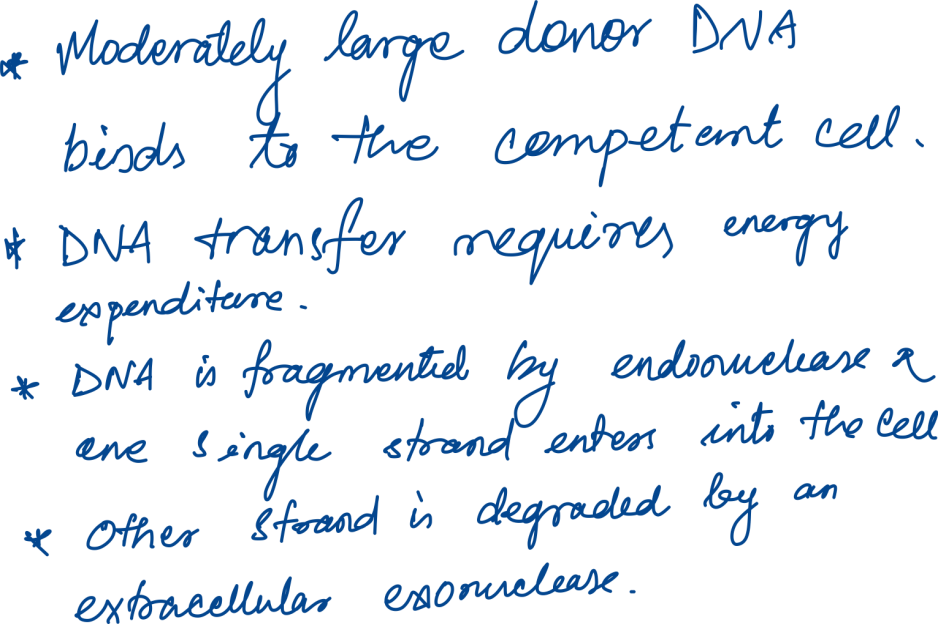 * Moderately large donor DNA
binds to the competent cell.
* DNA transfer requires energy
expenditure.
* DNA is fragmented by endonuclease &
one single strand enters into the cell
* Other strand is degraded by an
extracellular exonuclease.